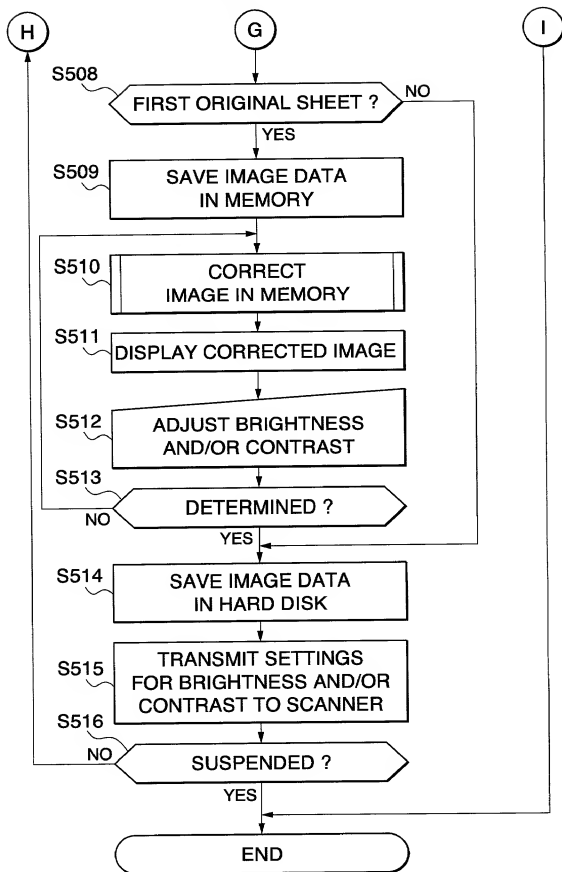 H
G
I
S508
FIRST ORIGINAL SHEET ?
NO
YES
S509
SAVE IMAGE DATA
IN MEMORY
S510
CORRECT
IMAGE IN MEMORY
S511
DISPLAY CORRECTED IMAGE
S512
ADJUST BRIGHTNESS
AND/OR CONTRAST
S513
DETERMINED ?
NO
YES
S514
SAVE IMAGE DATA
IN HARD DISK
S515
TRANSMIT SETTINGS
FOR BRIGHTNESS AND/OR
CONTRAST TO SCANNER
S516
NO
SUSPENDED ?
YES
END